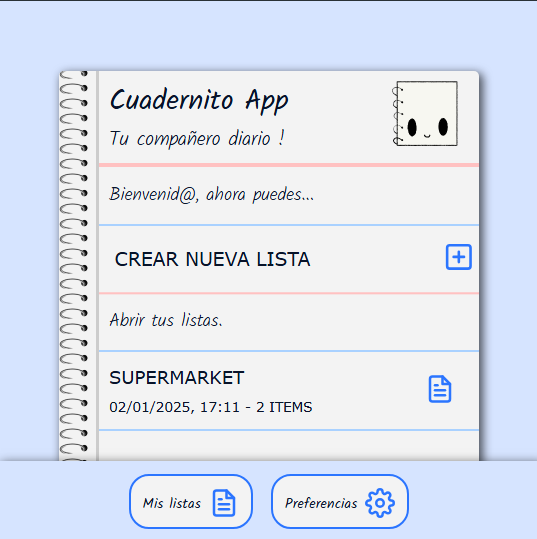 Cuadernito App
Tu compañero diario !
Bienvenid@, ahora puedes...
CREAR NUEVA LISTA
Abrir tus listas.
SUPERMARKET
02/01/2025, 17:11 - 2 ITEMS
Mis listas
Preferencias